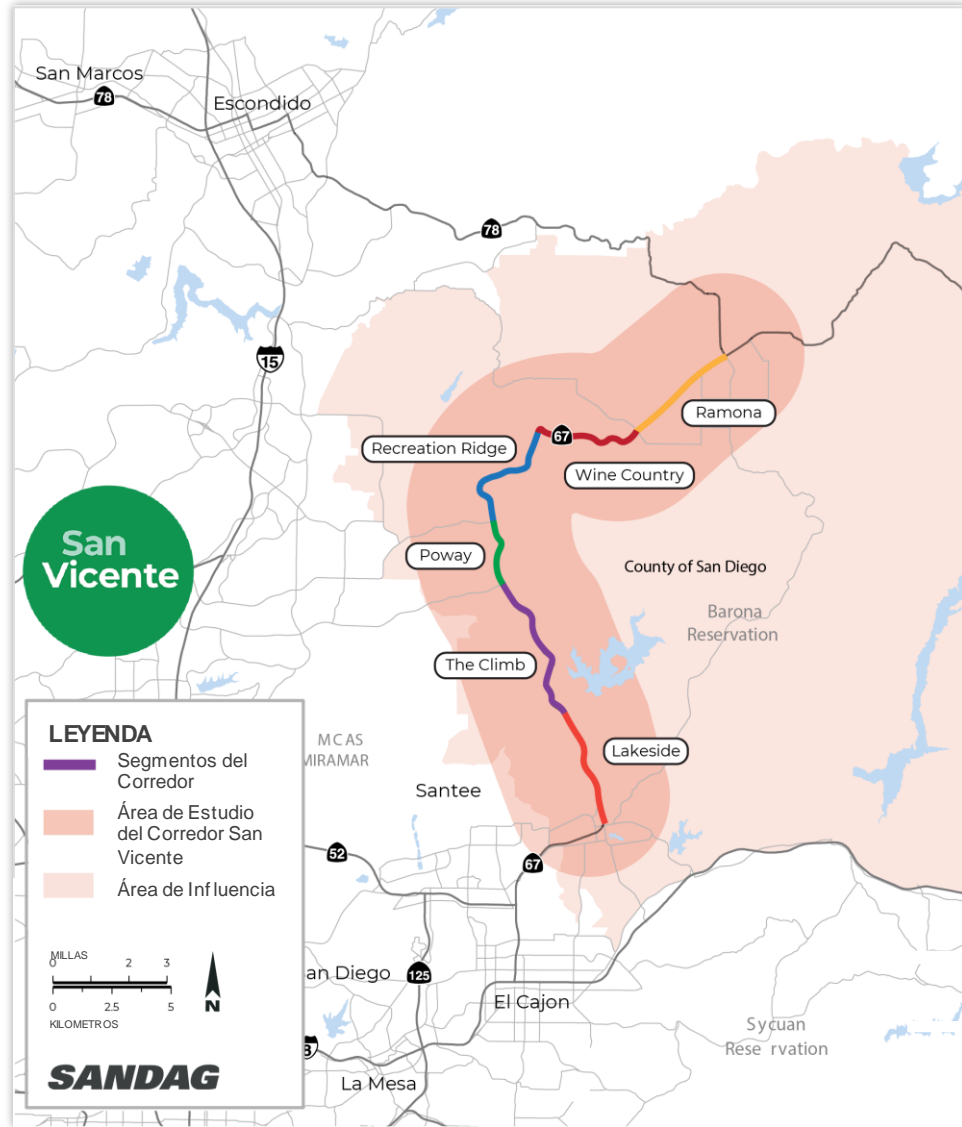 San Marcos
78
Escondido
78
15
Ramona
67
Recreation Ridge
Wine Country
San
Vicente
Poway
County of San Diego
Barona
Reservation
The Climb
MCAS
MIRAMAR
Lakeside
Santee
52
67
an Diego
125
El Cajon
8
La Mesa
Sycuan
Rese rvation
LEYENDA
Segmentos del
Corredor
Área de Estudio
del Corredor San
Vicente
Área de Influencia
MILLAS
0 2 3
0 2.5 5
KILOMETROS
N
SANDAG